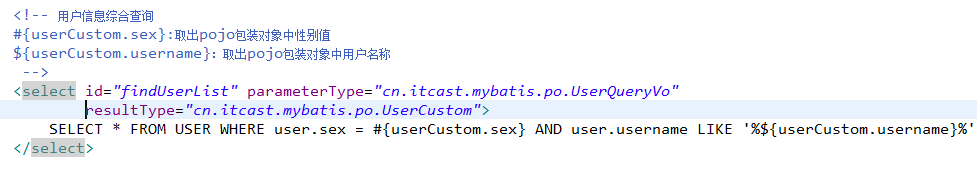 <!-- 用户信息综合查询
#{userCustom.sex}:取出pojo包装对象中性别值
${userCustom.username}：取出pojo包装对象中用户名称
-->
<select id="findUserList" parameterType="cn.itcast.mybatis.po.UserQueryVo"
resultType="cn.itcast.mybatis.po.UserCustom">
SELECT * FROM USER WHERE user.sex = #{userCustom.sex} AND user.username LIKE '%${userCustom.username}%'
</select>